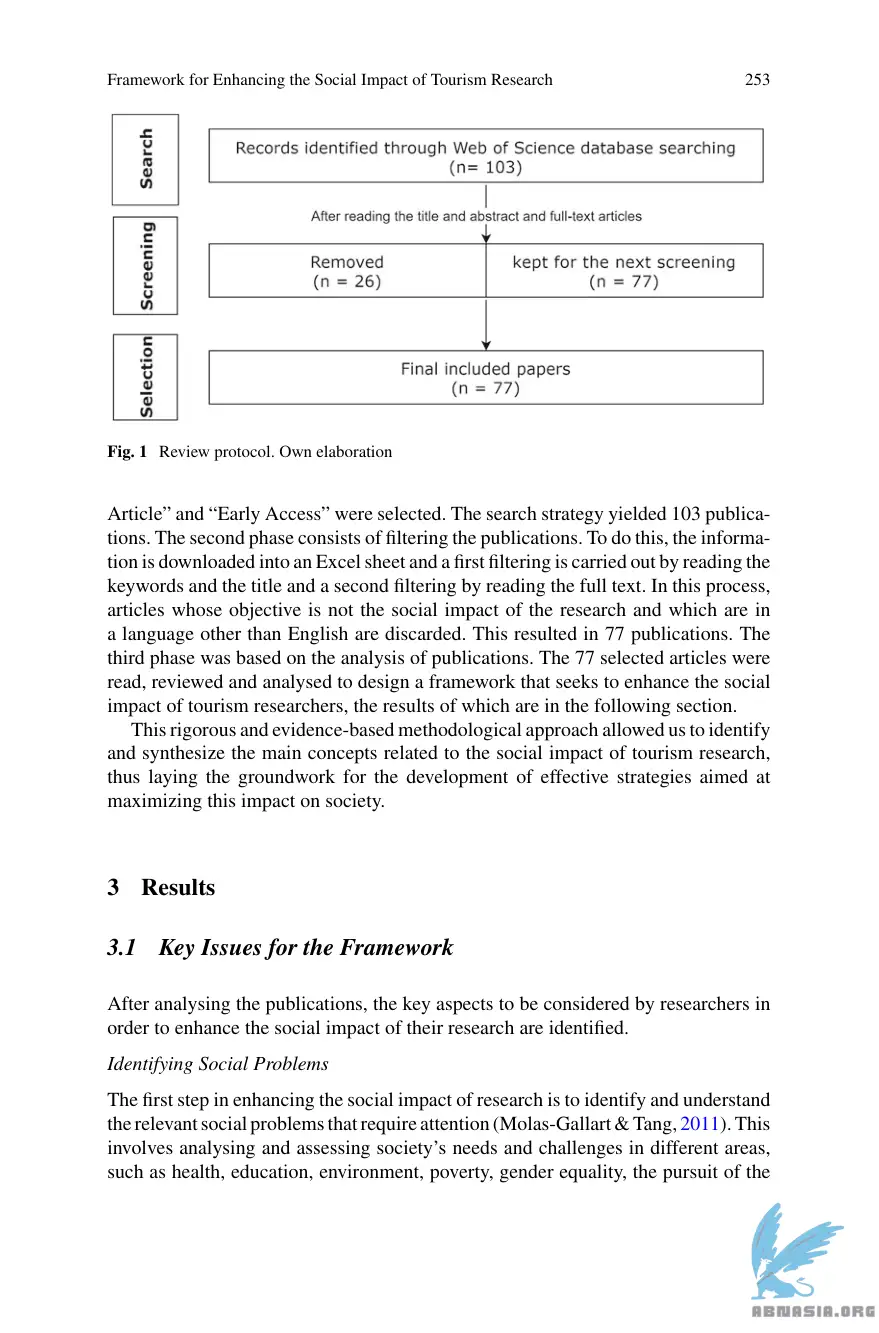 Framework for Enhancing the Social Impact of Tourism Research 253
Search
Records identified through Web of Science database searching
(n= 103)
After reading the title and abstract and full-text articles
Screening
Removed
(n = 26)
kept for the next screening
(n = 77)
Selection
Final included papers
(n = 77)
Fig. 1 Review protocol. Own elaboration
Article” and “Early Access” were selected. The search strategy yielded 103 publica-
tions. The second phase consists of filtering the publications. To do this, the informa-
tion is downloaded into an Excel sheet and a first filtering is carried out by reading the
keywords and the title and a second filtering by reading the full text. In this process,
articles whose objective is not the social impact of the research and which are in
a language other than English are discarded. This resulted in 77 publications. The
third phase was based on the analysis of publications. The 77 selected articles were
read, reviewed and analysed to design a framework that seeks to enhance the social
impact of tourism researchers, the results of which are in the following section.
This rigorous and evidence-based methodological approach allowed us to identify
and synthesize the main concepts related to the social impact of tourism research,
thus laying the groundwork for the development of effective strategies aimed at
maximizing this impact on society.
3 Results
3.1 Key Issues for the Framework
After analysing the publications, the key aspects to be considered by researchers in
order to enhance the social impact of their research are identified.
Identifying Social Problems
The first step in enhancing the social impact of research is to identify and understand
the relevant social problems that require attention (Molas-Gallart & Tang, 2011). This
involves analysing and assessing society’s needs and challenges in different areas,
such as health, education, environment, poverty, gender equality, the pursuit of the
ABNASIA.ORG